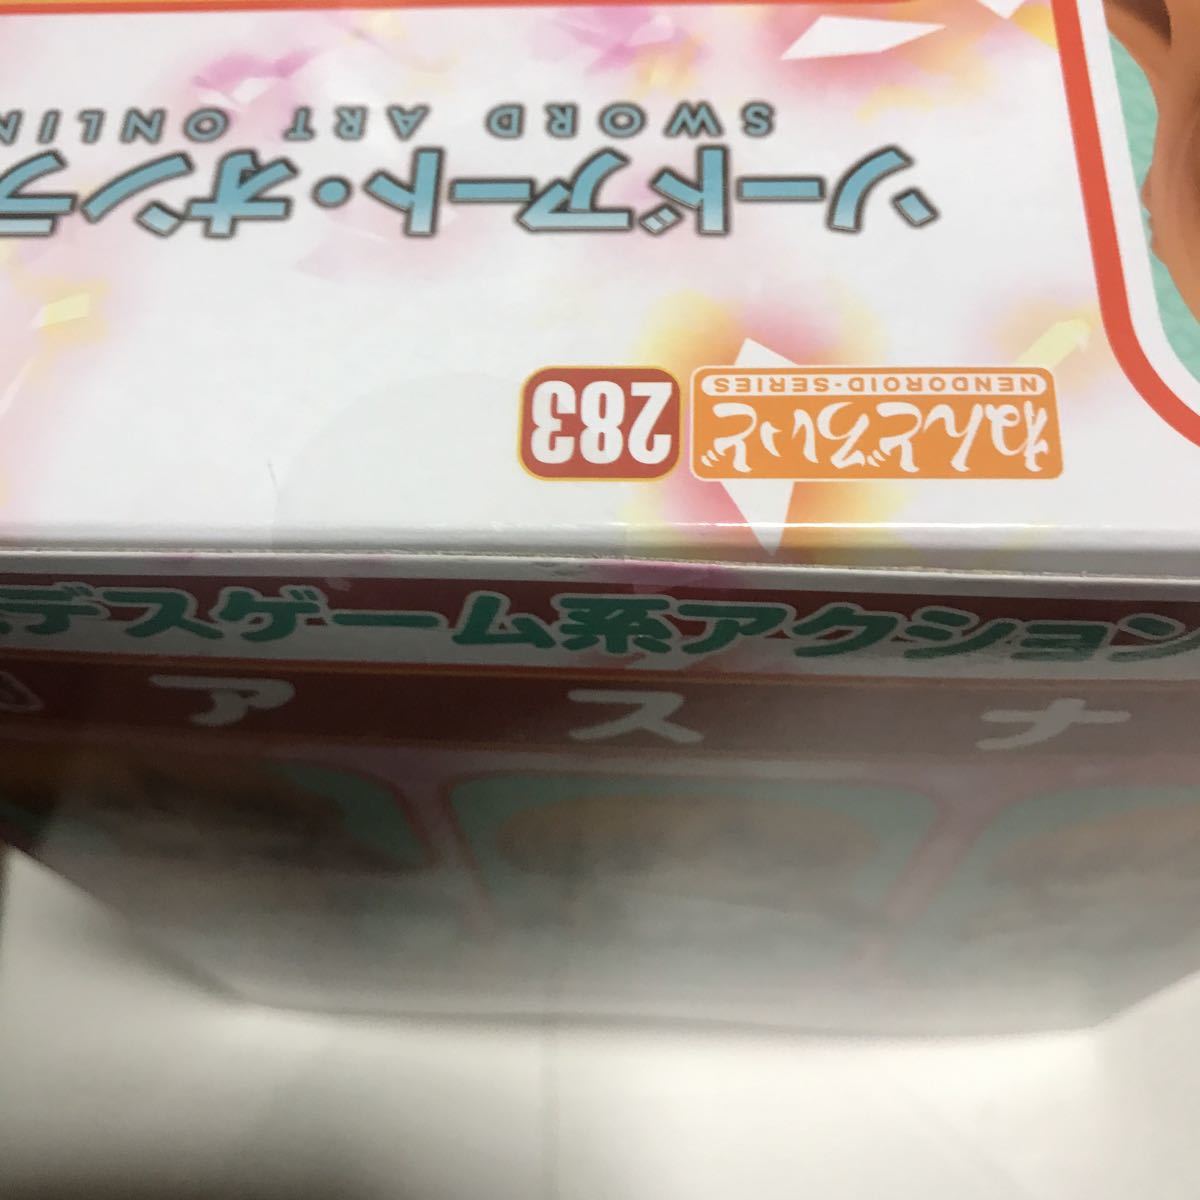 ねんどろいど 283
NENDOROID-SERIES
ソードアート・オンラ
SWORD ART ONLIN
デスゲーム系アクション
アスナ